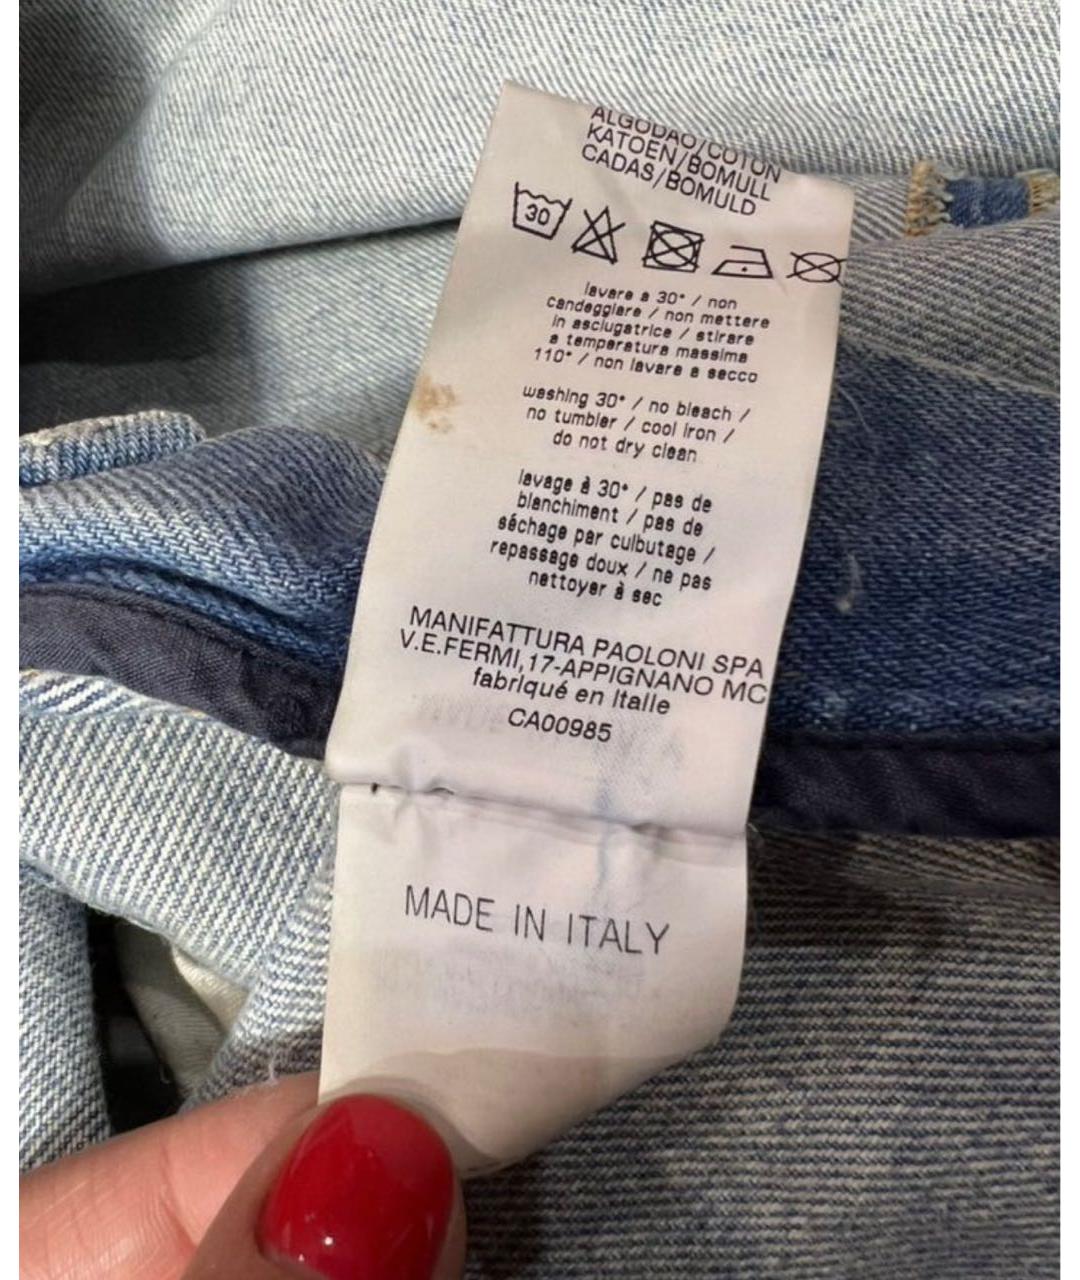 ALGODAO/COTON
KATOEN/BOMULL
CADAS/BOMULD
30
lavare a 30° / non
candeggiare / non mettere
in asciugatrice / stirare
a temperatura massima
110° / non lavare a secco
washing 30° / no bleach /
no tumbler / cool iron /
do not dry clean
lavage à 30° / pas de
blanchiment / pas de
séchage par culbutage /
repassage doux / ne pas
nettoyer à sec
MANIFATTURA PAOLONI SPA
V.E.FERMI,17-APPIGNANO MC
fabriqué en Italie
CA00985
MADE IN ITALY